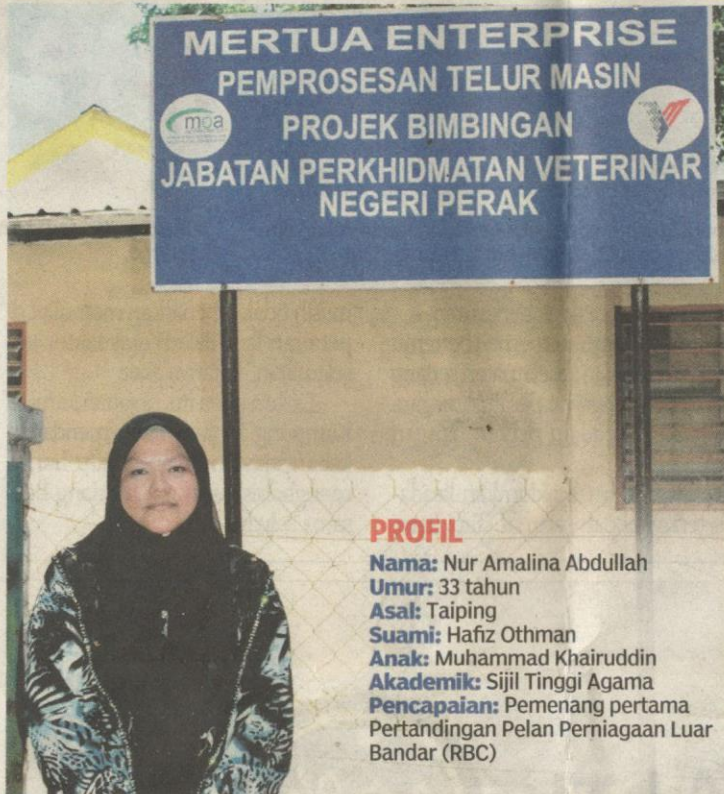 MERTUA ENTERPRISE
PEMPROSESAN TELUR MASIN
moa
PROJEK BIMBINGAN
JABATAN PERKHIDMATAN VETERINAR
NEGERI PERAK
PROFIL
Nama: Nur Amalina Abdullah
Umur: 33 tahun
Asal: Taiping
Suami: Hafiz Othman
Anak: Muhammad Khairuddin
Akademik: Sijil Tinggi Agama
Pencapaian: Pemenang pertama
Pertandingan Pelan Perniagaan Luar
Bandar (RBC)